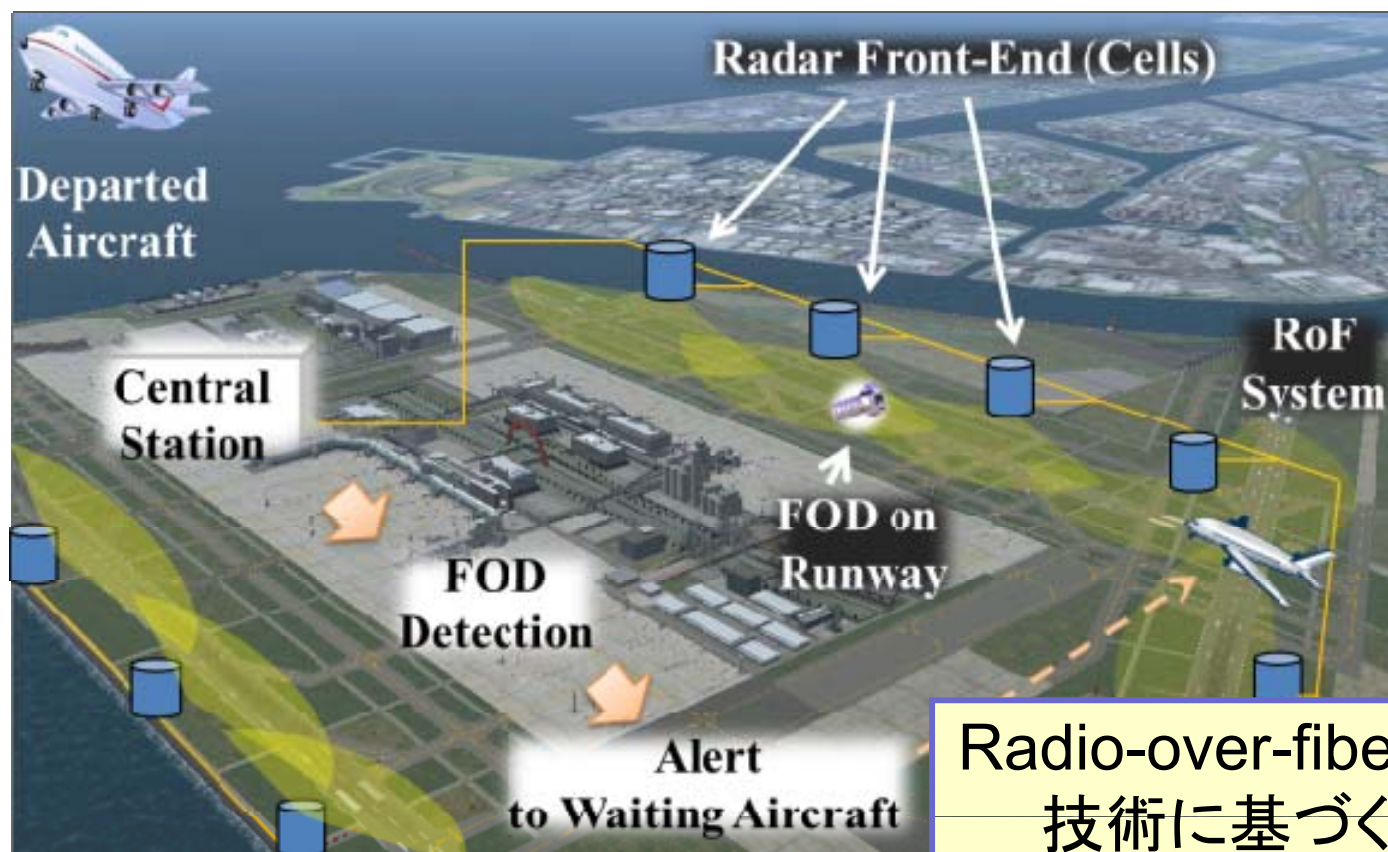 Radar Front-End (Cells)
Departed
Aircraft
RoF
System
Central
Station
FOD on
Runway
FOD
Detection
Alert
to Waiting Aircraft
Radio-over-fibe
技術に基づく